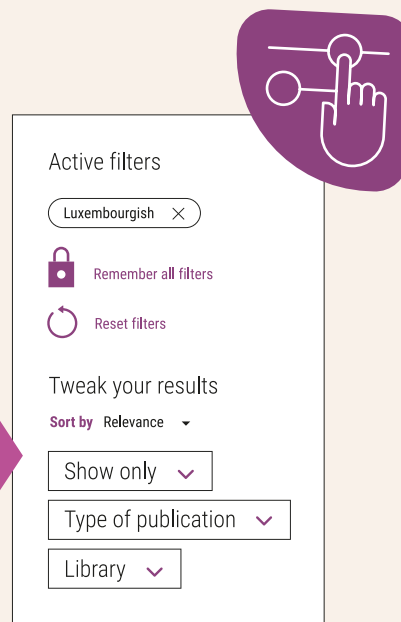 Active filters
Luxembourgish
Remember all filters
Reset filters
Tweak your results
Sort by Relevance
Show only
Type of publication
Library